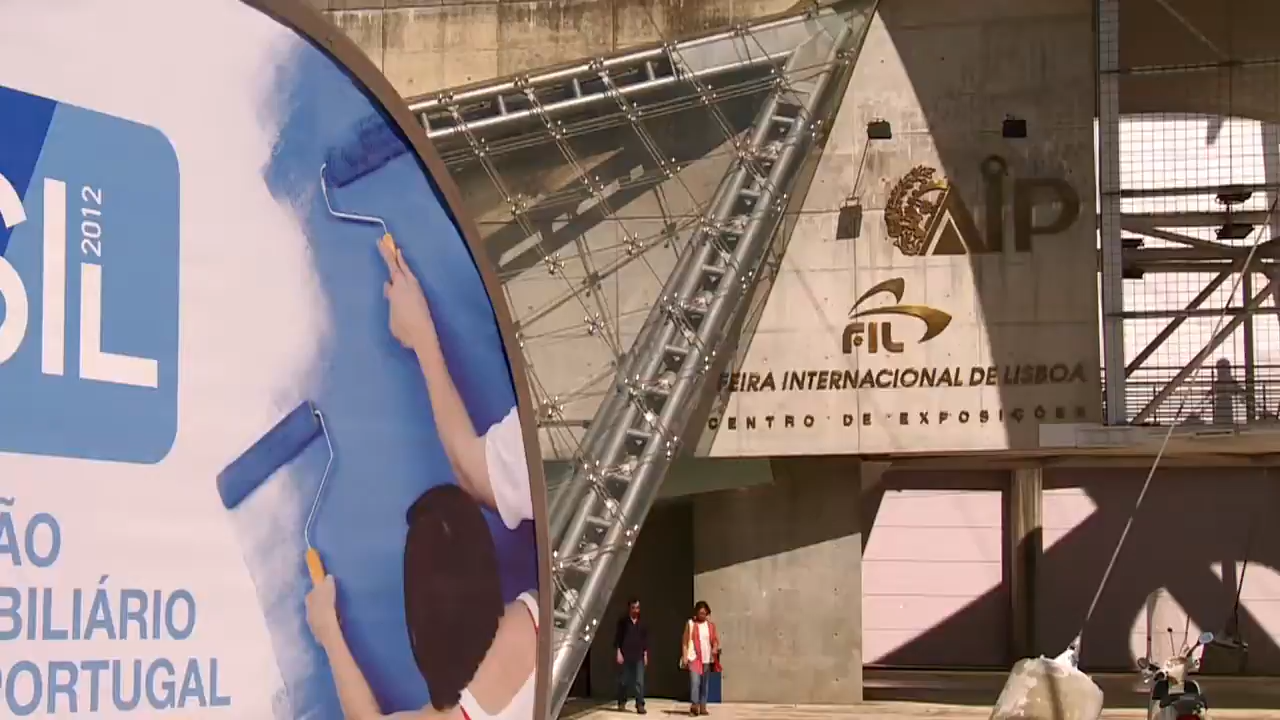 SIL
2012
ÃO
BILIÁRIO
PORTUGAL
AIP
FIL
FEIRA INTERNACIONAL DE LISBOA
CENTRO DE EXPOSIÇÕES